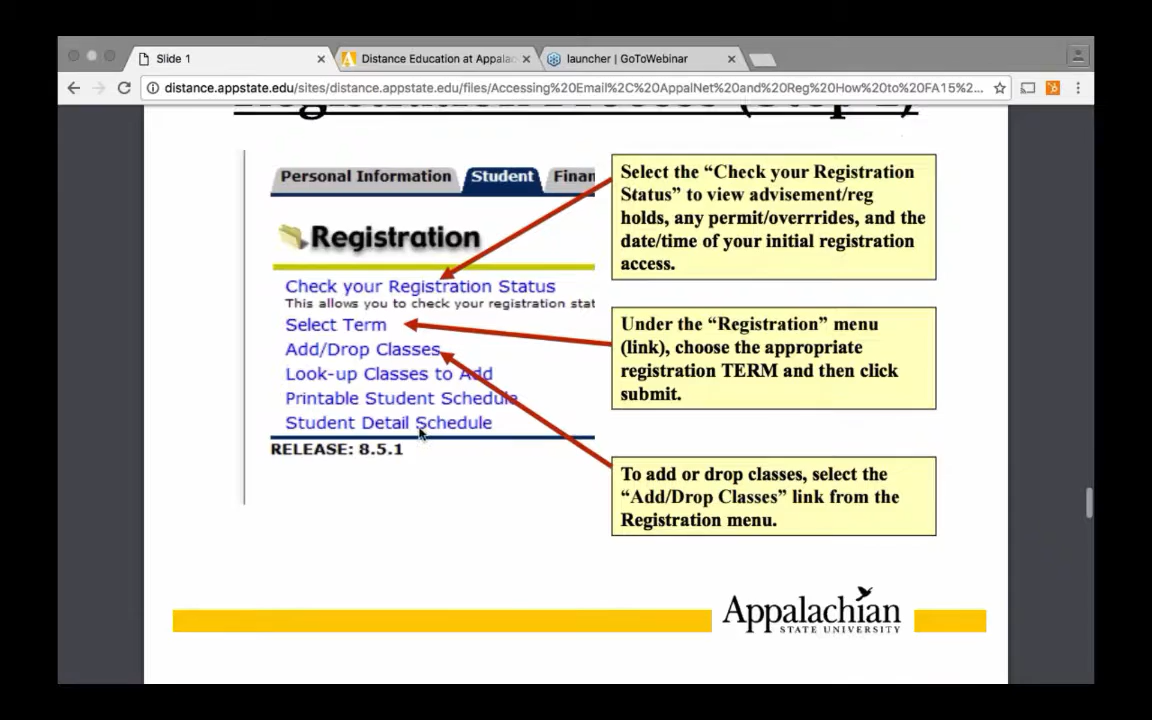 Slide 1
Distance Education at Appalac
launcher | GoToWebinar
distance.appstate.edu/sites/distance.appstate.edu/files/Accessing%20Email%2C%20AppalNet%20and%20Reg%20How%20to%20FA15%2...
Registration Process (Step
Personal Information
Student
Finan
Registration
Check your Registration Status
This allows you to check your registration stat
Select Term
Add/Drop Classes
Look-up Classes to Add
Printable Student Schedule
Student Detail Schedule
RELEASE: 8.5.1
Select the “Check your Registration
Status” to view advisement/reg
holds, any permit/overrrides, and the
date/time of your initial registration
access.
Under the “Registration” menu
(link), choose the appropriate
registration TERM and then click
submit.
To add or drop classes, select the
“Add/Drop Classes” link from the
Registration menu.
Appalachian
STATE UNIVERSITY